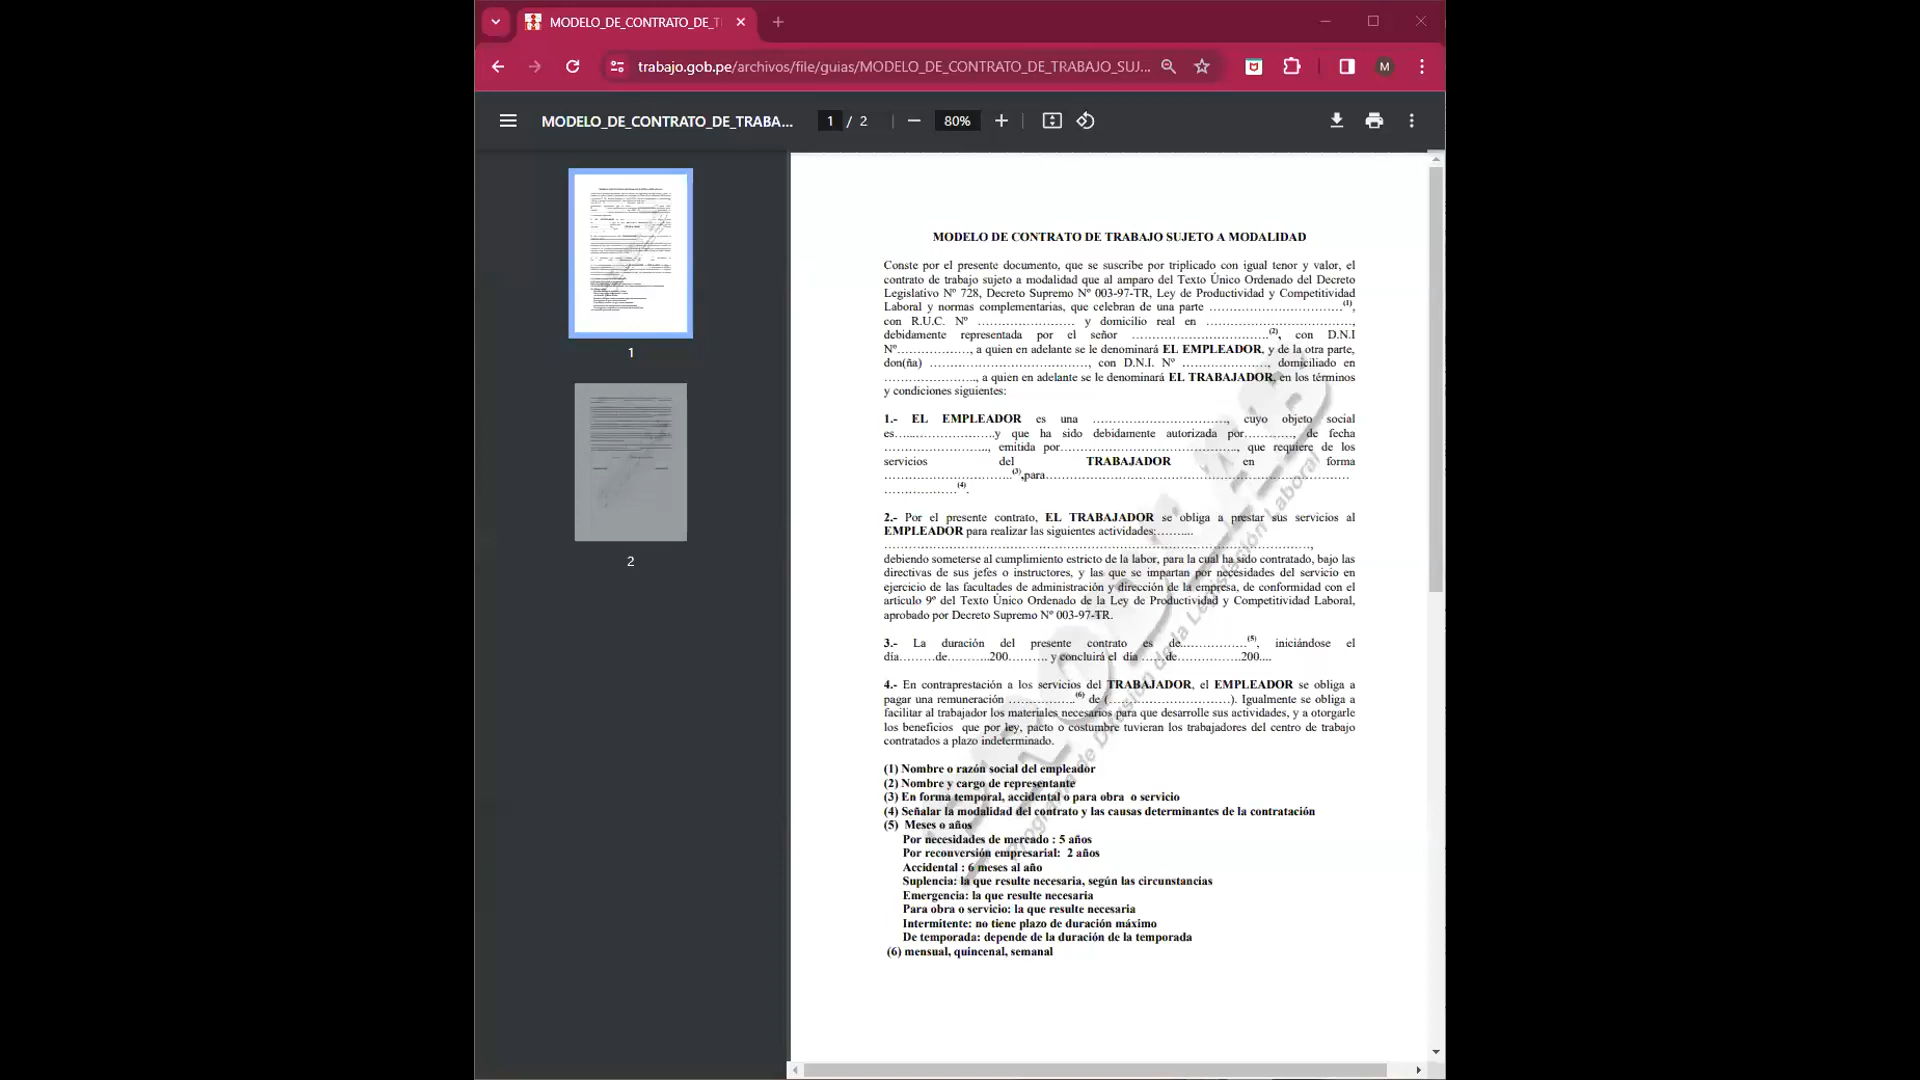 MODELO_DE_CONTRATO_DE_T
trabajo.gob.pe/archivos/file/guias/MODELO_DE_CONTRATO_DE_TRABAJO_SUJ...
M
MODELO_DE_CONTRATO_DE_TRABA...
1 / 2
80%
1
2
MODELO DE CONTRATO DE TRABAJO SUJETO A MODALIDAD
Conste por el presente documento, que se suscribe por triplicado con igual tenor y valor, el
contrato de trabajo sujeto a modalidad que al amparo del Texto Único Ordenado del Decreto
Legislativo Nº 728, Decreto Supremo Nº 003-97-TR, Ley de Productividad y Competitividad
Laboral y normas complementarias, que celebran de una parte ……………………………(1),
con R.U.C. Nº …………………… y domicilio real en ……………………………,
debidamente representada por el señor ………………………….(2), con D.N.I
Nº………………, a quien en adelante se le denominará EL EMPLEADOR, y de la otra parte,
don(ña) ………………………………, con D.N.I. Nº …………………, domiciliado en
…………………, a quien en adelante se le denominará EL TRABAJADOR, en los términos
y condiciones siguientes:
1.- EL EMPLEADOR es una …………………………, cuyo objeto social
es…...……………….y que ha sido debidamente autorizada por…………, de fecha
………………….., emitida por………………………………….., que requiere de los
servicios del TRABAJADOR en forma
………………………..(3),para……………………………………………………………
………………(4).
2.- Por el presente contrato, EL TRABAJADOR se obliga a prestar sus servicios al
EMPLEADOR para realizar las siguientes actividades:……...
……………………………………………………………………………………,
debiendo someterse al cumplimiento estricto de la labor, para la cual ha sido contratado, bajo las
directivas de sus jefes o instructores, y las que se impartan por necesidades del servicio en
ejercicio de las facultades de administración y dirección de la empresa, de conformidad con el
artículo 9º del Texto Único Ordenado de la Ley de Productividad y Competitividad Laboral,
aprobado por Decreto Supremo Nº 003-97-TR.
3.- La duración del presente contrato es de..……………(5), iniciándose el
día………de……….200………. y concluirá el día ……de…………….200....
4.- En contraprestación a los servicios del TRABAJADOR, el EMPLEADOR se obliga a
pagar una remuneración ……………(6) de (………………………). Igualmente se obliga a
facilitar al trabajador los materiales necesarios para que desarrolle sus actividades, y a otorgarle
los beneficios que por ley, pacto o costumbre tuvieran los trabajadores del centro de trabajo
contratados a plazo indeterminado.
(1) Nombre o razón social del empleador
(2) Nombre y cargo de representante
(3) En forma temporal, accidental o para obra o servicio
(4) Señalar la modalidad del contrato y las causas determinantes de la contratación
(5) Meses o años
Por necesidades de mercado : 5 años
Por reconversión empresarial: 2 años
Accidental : 6 meses al año
Suplencia: la que resulte necesaria, según las circunstancias
Emergencia: la que resulte necesaria
Para obra o servicio: la que resulte necesaria
Intermitente: no tiene plazo de duración máximo
De temporada: depende de la duración de la temporada
(6) mensual, quincenal, semanal
Programa de Difusión de la Legislación Laboral